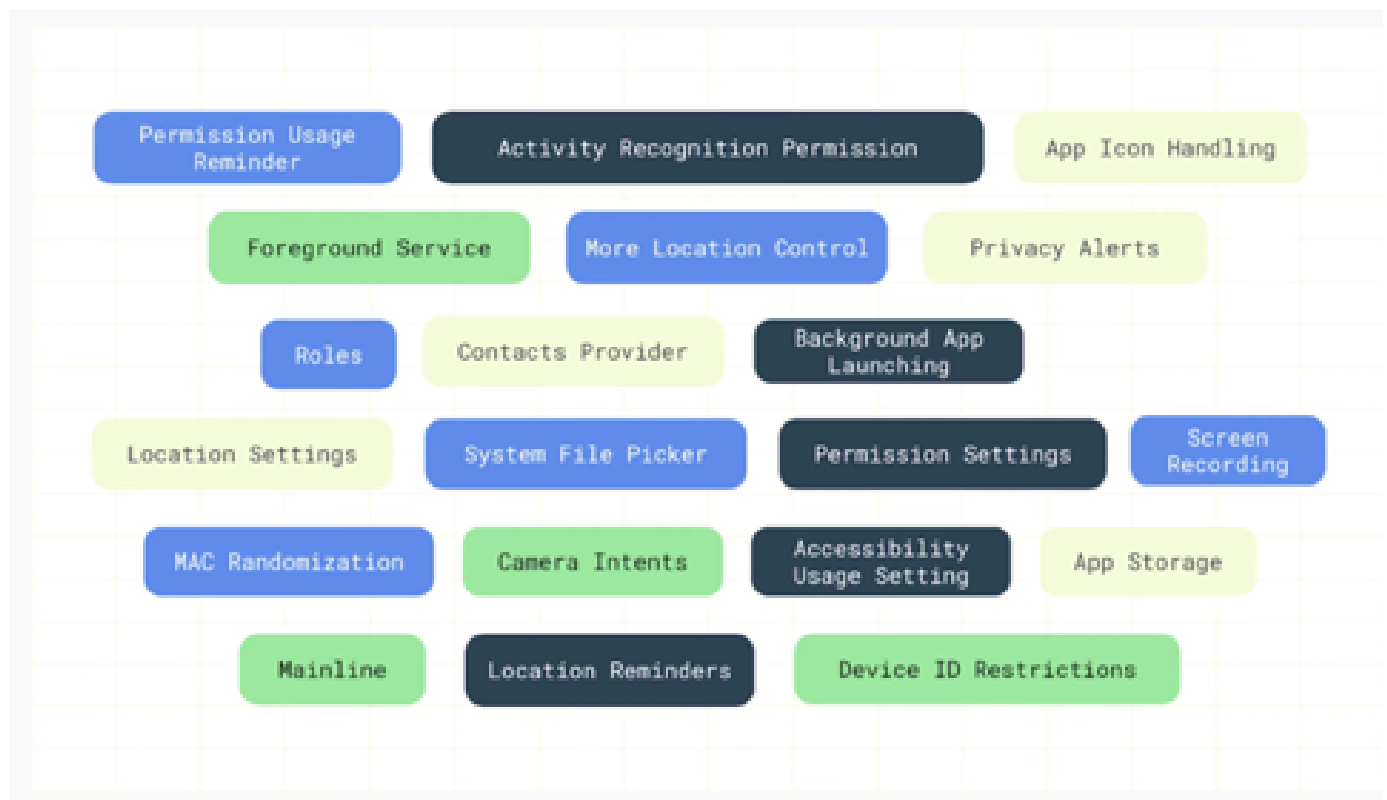 Permission Usage
Reminder
Activity Recognition Permission
App Icon Handling
Foreground Service
More Location Control
Privacy Alerts
Roles
Contacts Provider
Background App
Launching
Location Settings
System File Picker
Permission Settings
Screen
Recording
MAC Randomization
Camera Intents
Accessibility
Usage Setting
App Storage
Mainline
Location Reminders
Device ID Restrictions